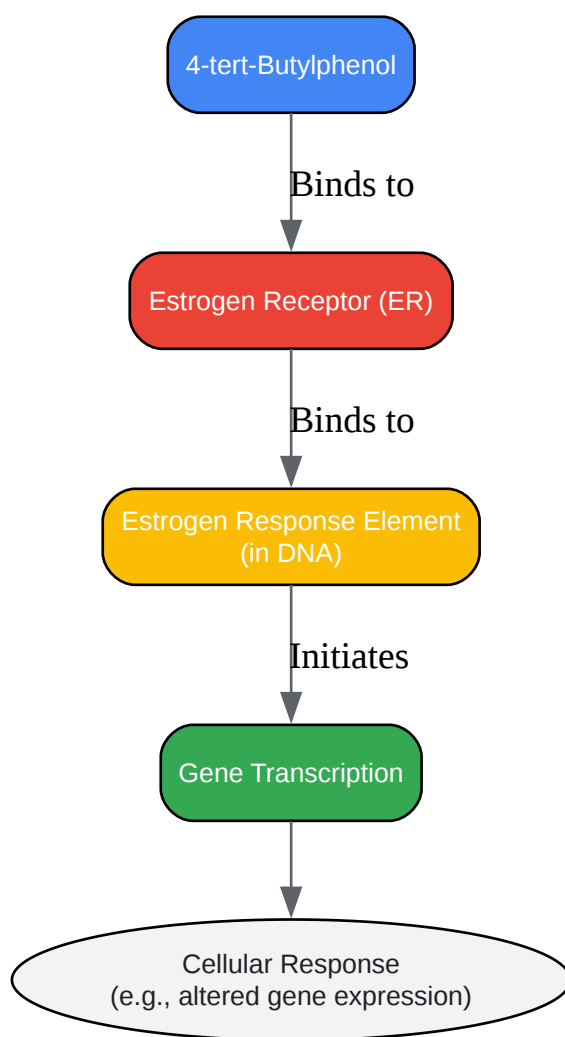 4-tert-Butylphenol
Binds to
Estrogen Receptor (ER)
Binds to
Estrogen Response Element
(in DNA)
Initiates
Gene Transcription
Cellular Response
(e.g., altered gene expression)